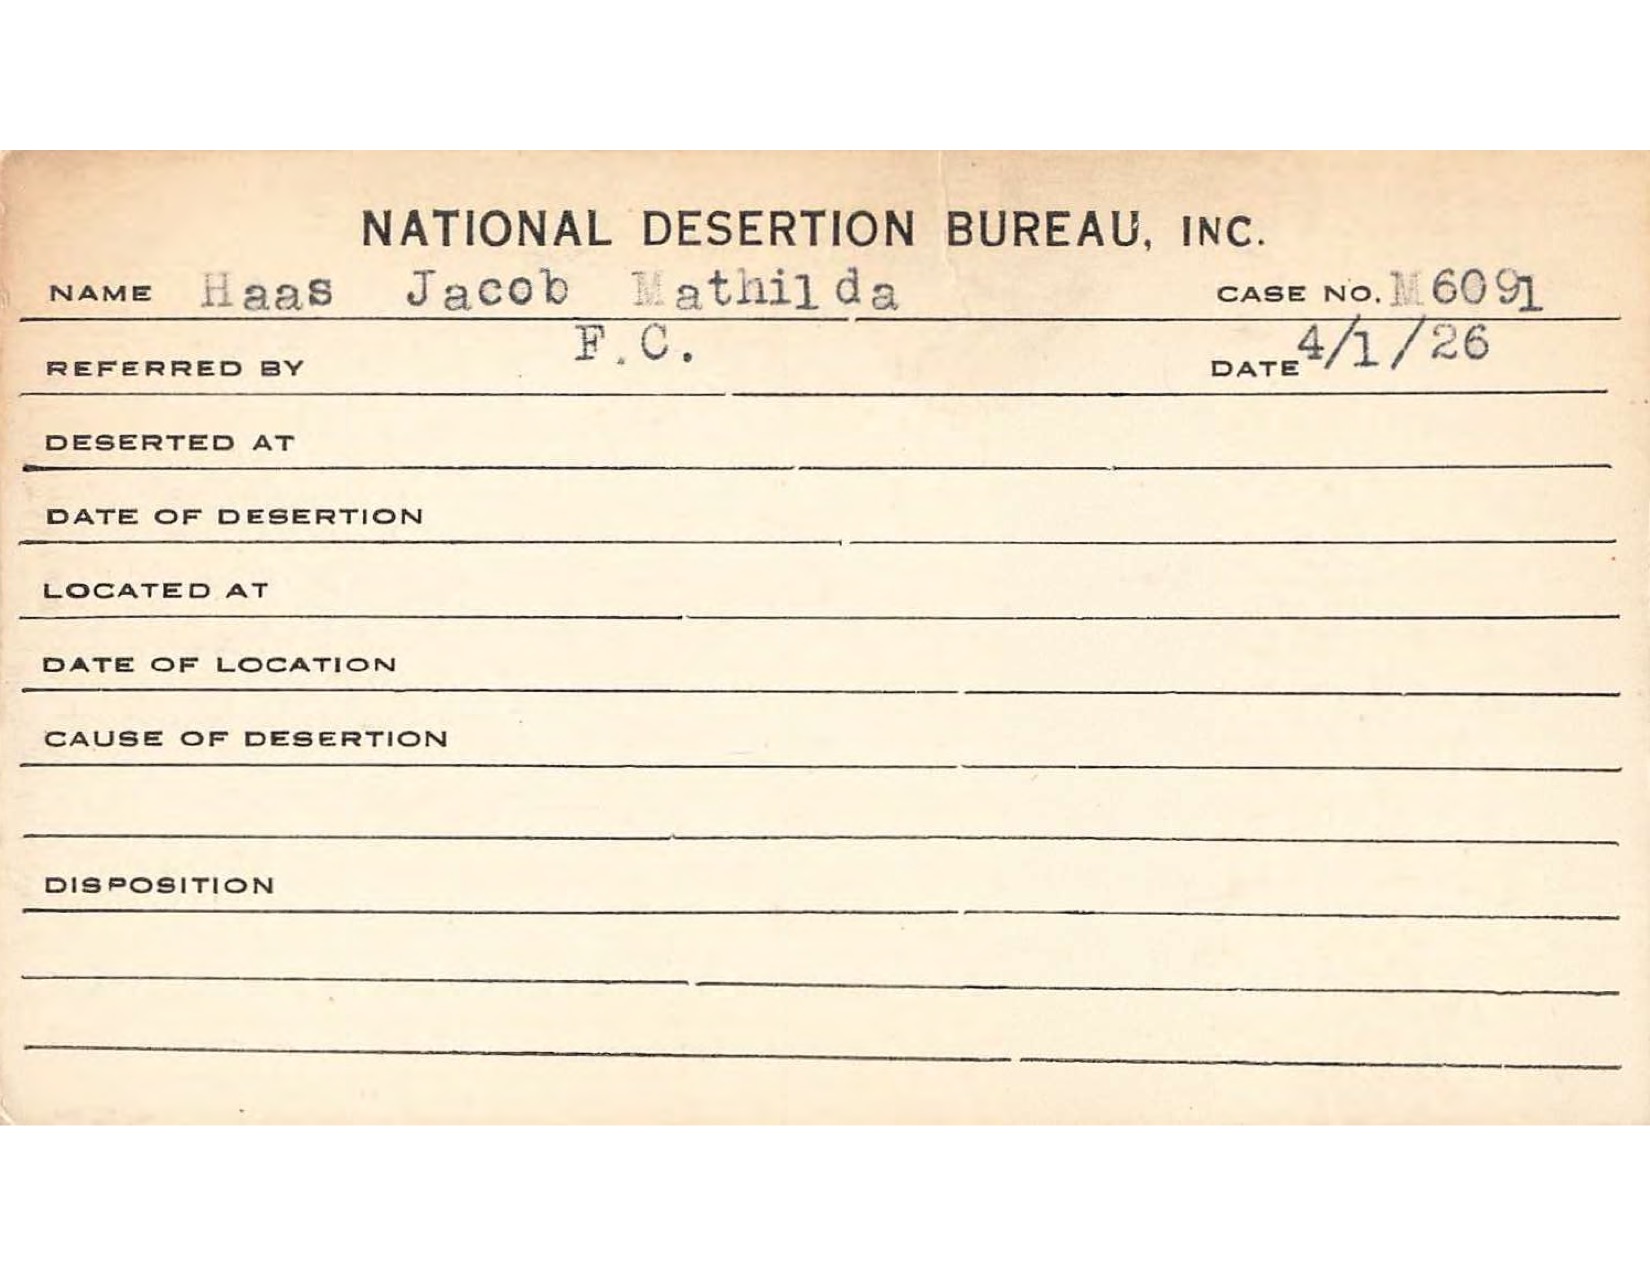 NATIONAL DESERTION BUREAU, INC.
NAME Haas Jacob Mathilda CASE NO. M6091
REFERRED BY F.C. DATE 4/1/26
DESERTED AT
DATE OF DESERTION
LOCATED AT
DATE OF LOCATION
CAUSE OF DESERTION
DISPOSITION